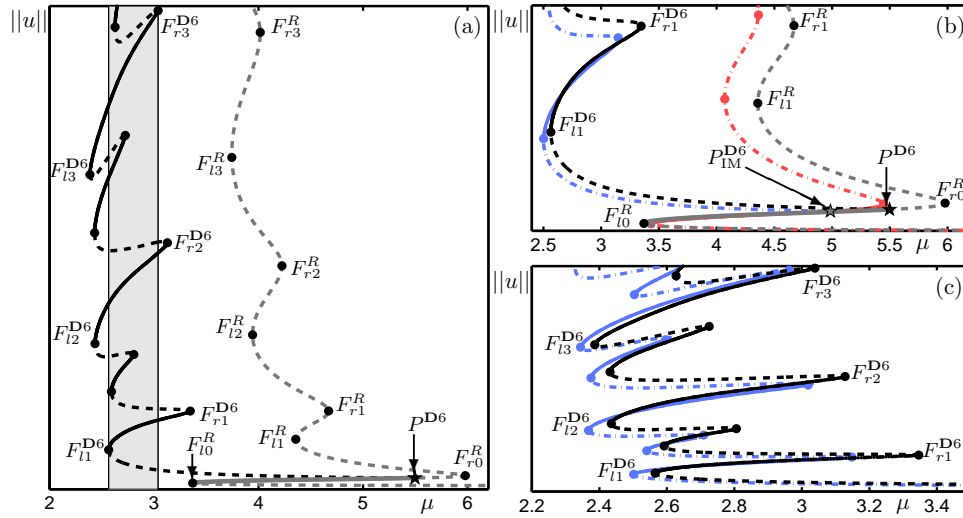 ||u||
(a)
F_{r3}^{D6}
F_{r3}^{R}
F_{l3}^{D6}
F_{l3}^{R}
F_{r2}^{D6}
F_{r2}^{R}
F_{l2}^{D6}
F_{l2}^{R}
F_{r1}^{D6}
F_{r1}^{R}
F_{l1}^{D6}
F_{l0}^{R}
F_{l1}^{R}
P^{D6}
F_{r0}^{R}
2 3 4 5 μ 6
||u||
(b)
F_{r1}^{D6}
F_{r1}^{R}
F_{l1}^{D6}
F_{l1}^{R}
P_{IM}^{D6}
P^{D6}
F_{l0}^{R}
F_{r0}^{R}
2.5 3 3.5 4 4.5 5 5.5 μ 6
||u||
(c)
F_{r3}^{D6}
F_{l3}^{D6}
F_{r2}^{D6}
F_{l2}^{D6}
F_{r1}^{D6}
F_{l1}^{D6}
2.2 2.4 2.6 2.8 3 3.2 μ 3.4